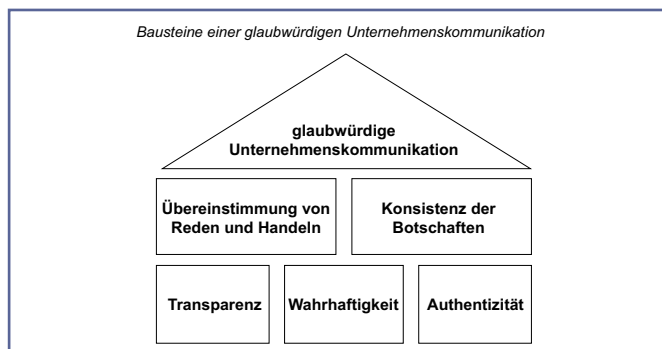 Bausteine einer glaubwürdigen Unternehmenskommunikation
glaubwürdige
Unternehmenskommunikation
Übereinstimmung von
Reden und Handeln
Konsistenz der
Botschaften
Transparenz
Wahrhaftigkeit
Authentizität